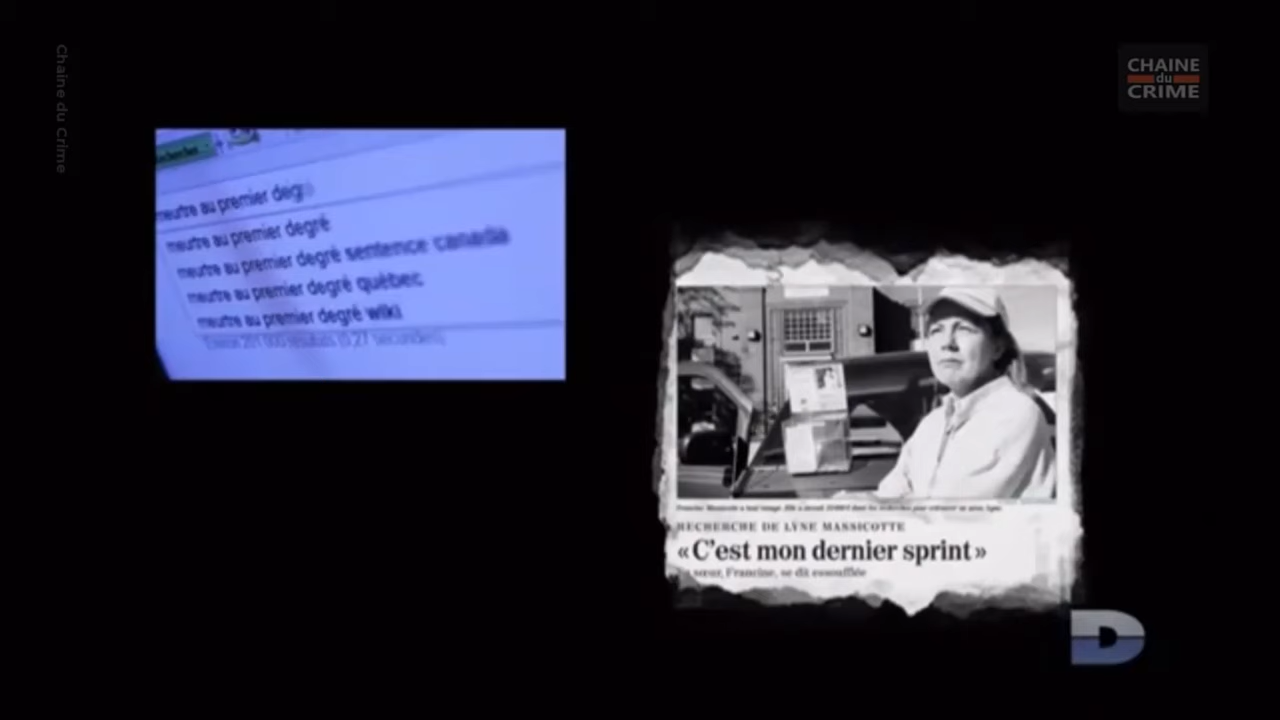 Chaine du Crime
CHAINE
du
CRIME
meurtre au premier degr
meurtre au premier degré
meurtre au premier degré sentence canada
meurtre au premier degré québec
meurtre au premier degré wiki
RECHERCHE DE LYNE MASSICOTTE
«C'est mon dernier sprint»
sœur, Francine, se dit essoufflée
D